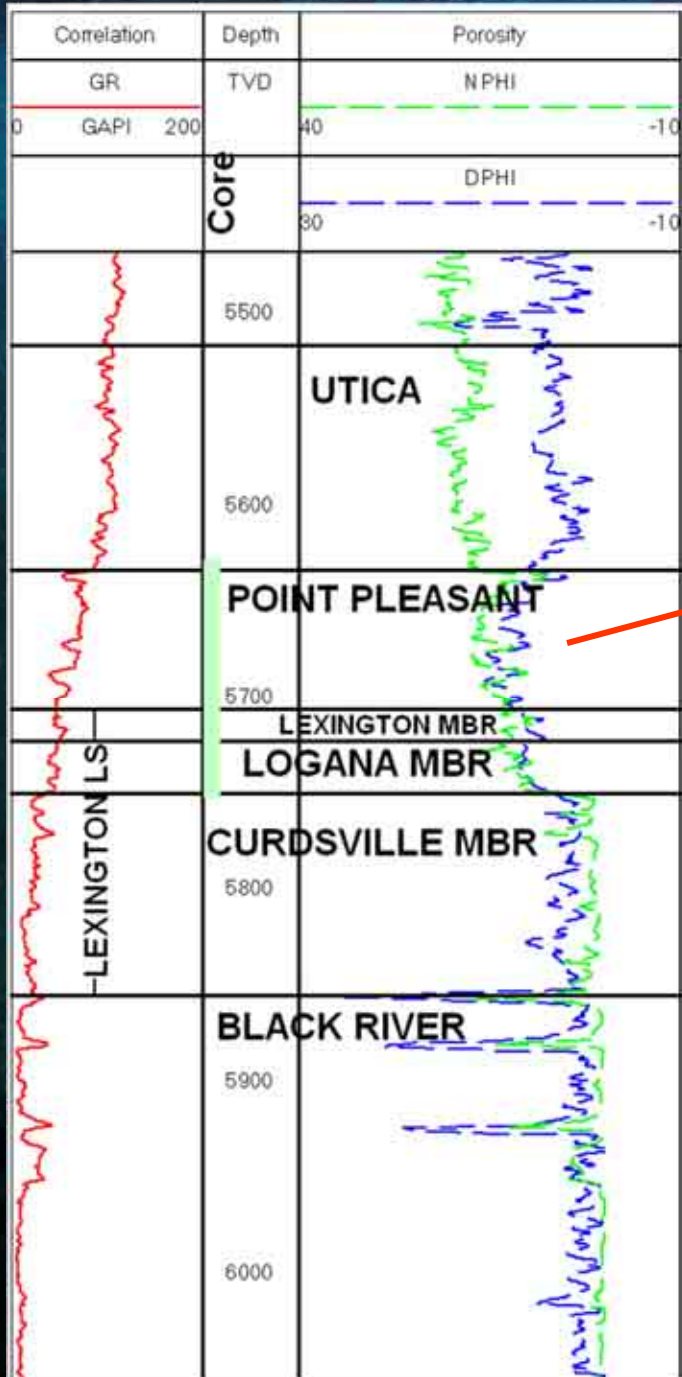 Correlation Depth Porosity
GR TVD NPHI
0 GAPI 200 40 -10
Core
DPHI
30 -10
5500
UTICA
5600
POINT PLEASANT
5700
LEXINGTON MBR
LOGANA MBR
LEXINGTON LS
CURDSVILLE MBR
5800
BLACK RIVER
5900
6000